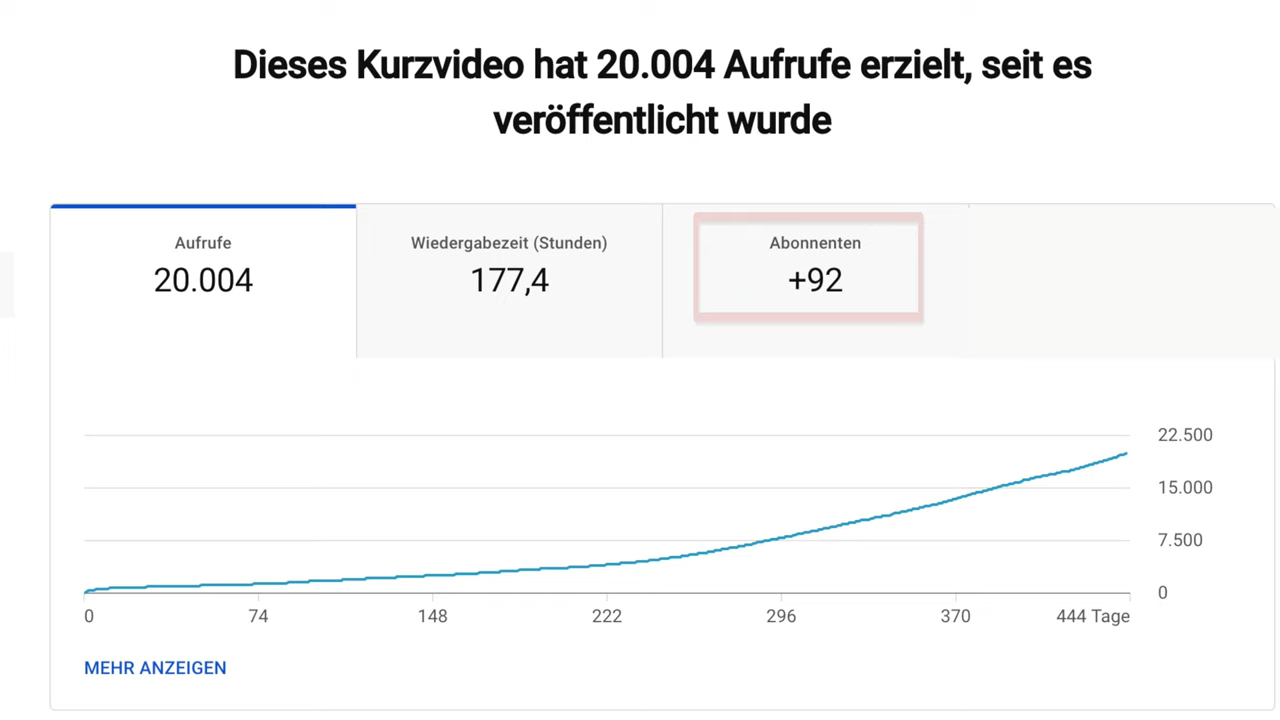 Dieses Kurzvideo hat 20.004 Aufrufe erzielt, seit es
veröffentlicht wurde
Aufrufe
20.004
Wiedergabezeit (Stunden)
177,4
Abonnenten
+92
22.500
15.000
7.500
0
0 74 148 222 296 370 444 Tage
MEHR ANZEIGEN